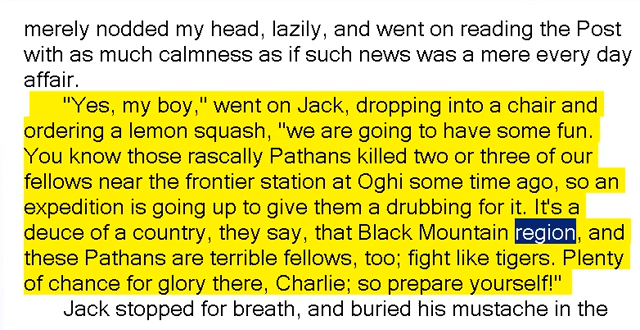 merely nodded my head, lazily, and went on reading the Post
with as much calmness as if such news was a mere every day
affair.
"Yes, my boy," went on Jack, dropping into a chair and
ordering a lemon squash, "we are going to have some fun.
You know those rascally Pathans killed two or three of our
fellows near the frontier station at Oghi some time ago, so an
expedition is going up to give them a drubbing for it. It's a
deuce of a country, they say, that Black Mountain region, and
these Pathans are terrible fellows, too; fight like tigers. Plenty
of chance for glory there, Charlie; so prepare yourself!"
Jack stopped for breath, and buried his mustache in the